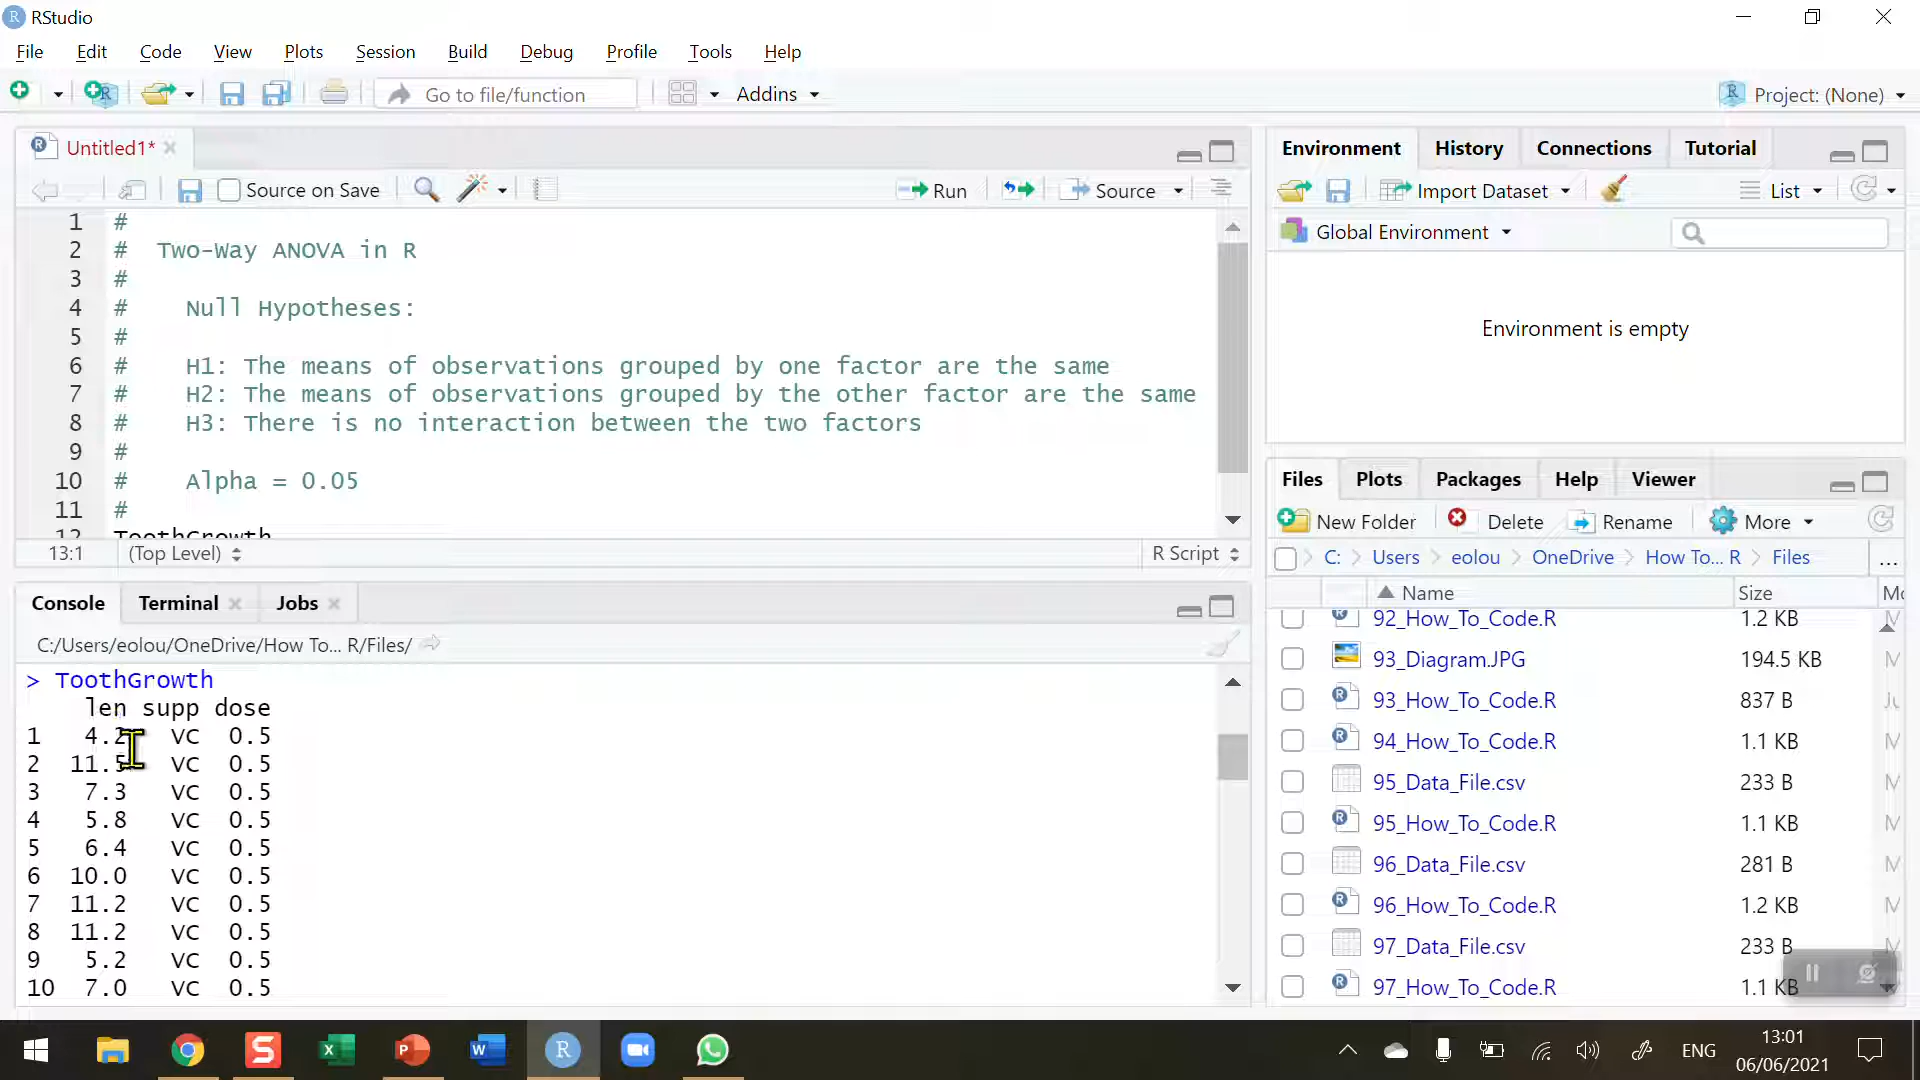 RStudio
File Edit Code View Plots Session Build Debug Profile Tools Help
Go to file/function Addins Project: (None)
Untitled1*
Source on Save Run Source
1 #
2 #  Two-Way ANOVA in R
3 #
4 #    Null Hypotheses:
5 #
6 #    H1: The means of observations grouped by one factor are the same
7 #    H2: The means of observations grouped by the other factor are the same
8 #    H3: There is no interaction between the two factors
9 #
10 #    Alpha = 0.05
11 #
12 ToothGrowth
13:1 (Top Level) R Script
Console Terminal Jobs
C:/Users/eolou/OneDrive/How To... R/Files/
> ToothGrowth
len supp dose
1 4.2 VC 0.5
2 11.5 VC 0.5
3 7.3 VC 0.5
4 5.8 VC 0.5
5 6.4 VC 0.5
6 10.0 VC 0.5
7 11.2 VC 0.5
8 11.2 VC 0.5
9 5.2 VC 0.5
10 7.0 VC 0.5
Environment History Connections Tutorial
Import Dataset List
Global Environment
Environment is empty
Files Plots Packages Help Viewer
New Folder Delete Rename More
C: Users eolou OneDrive How To... R Files ...
Name Size
92_How_To_Code.R 1.2 KB
93_Diagram.JPG 194.5 KB
93_How_To_Code.R 837 B
94_How_To_Code.R 1.1 KB
95_Data_File.csv 233 B
95_How_To_Code.R 1.1 KB
96_Data_File.csv 281 B
96_How_To_Code.R 1.2 KB
97_Data_File.csv 233 B
97_How_To_Code.R 1.1 KB
ENG 13:01
06/06/2021